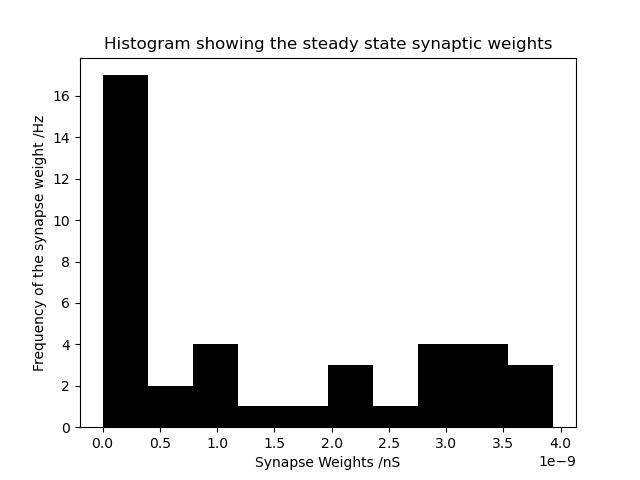 Histogram showing the steady state synaptic weights
Frequency of the synapse weight /Hz
16
14
12
10
8
6
4
2
0
0.0 0.5 1.0 1.5 2.0 2.5 3.0 3.5 4.0
Synapse Weights /nS
1e−9